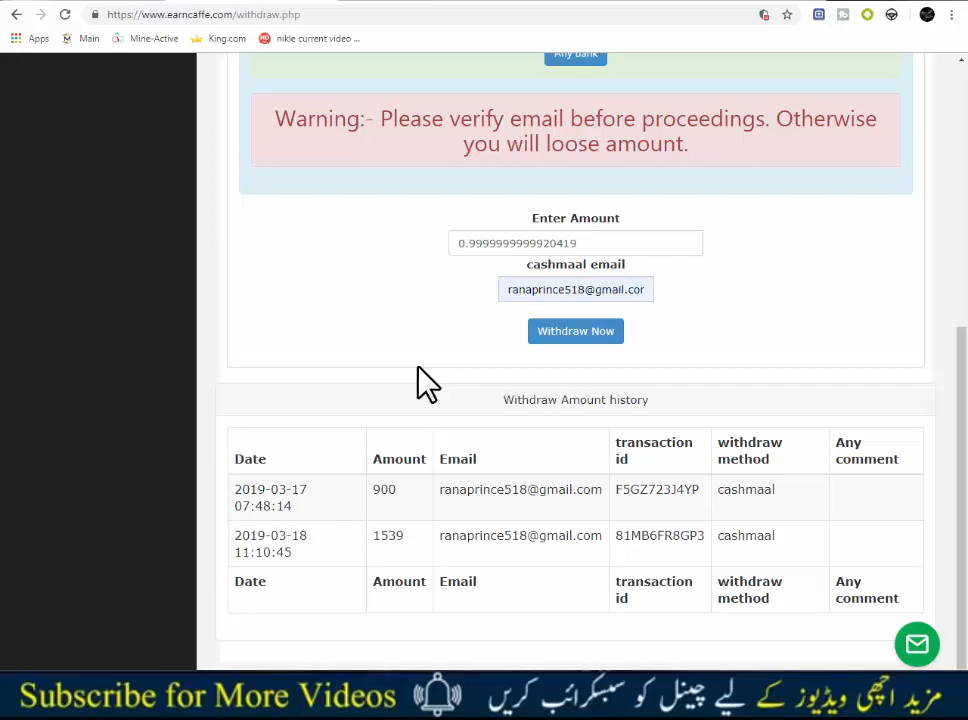 https://www.earncaffe.com/withdraw.php
Apps Main Mine-Active King.com nikle current video ...
Any Bank
Warning:- Please verify email before proceedings. Otherwise
you will loose amount.
Enter Amount
0.9999999999920419
cashmaal email
ranaprince518@gmail.cor
Withdraw Now
Withdraw Amount history
Date Amount Email transaction id withdraw method Any comment
2019-03-17 07:48:14 900 ranaprince518@gmail.com F5GZ723J4YP cashmaal
2019-03-18 11:10:45 1539 ranaprince518@gmail.com 81MB6FR8GP3 cashmaal
Date Amount Email transaction id withdraw method Any comment
Subscribe for More Videos مزید اچھی ویڈیوز کے لیے چینل کو سبسکرائب کریں